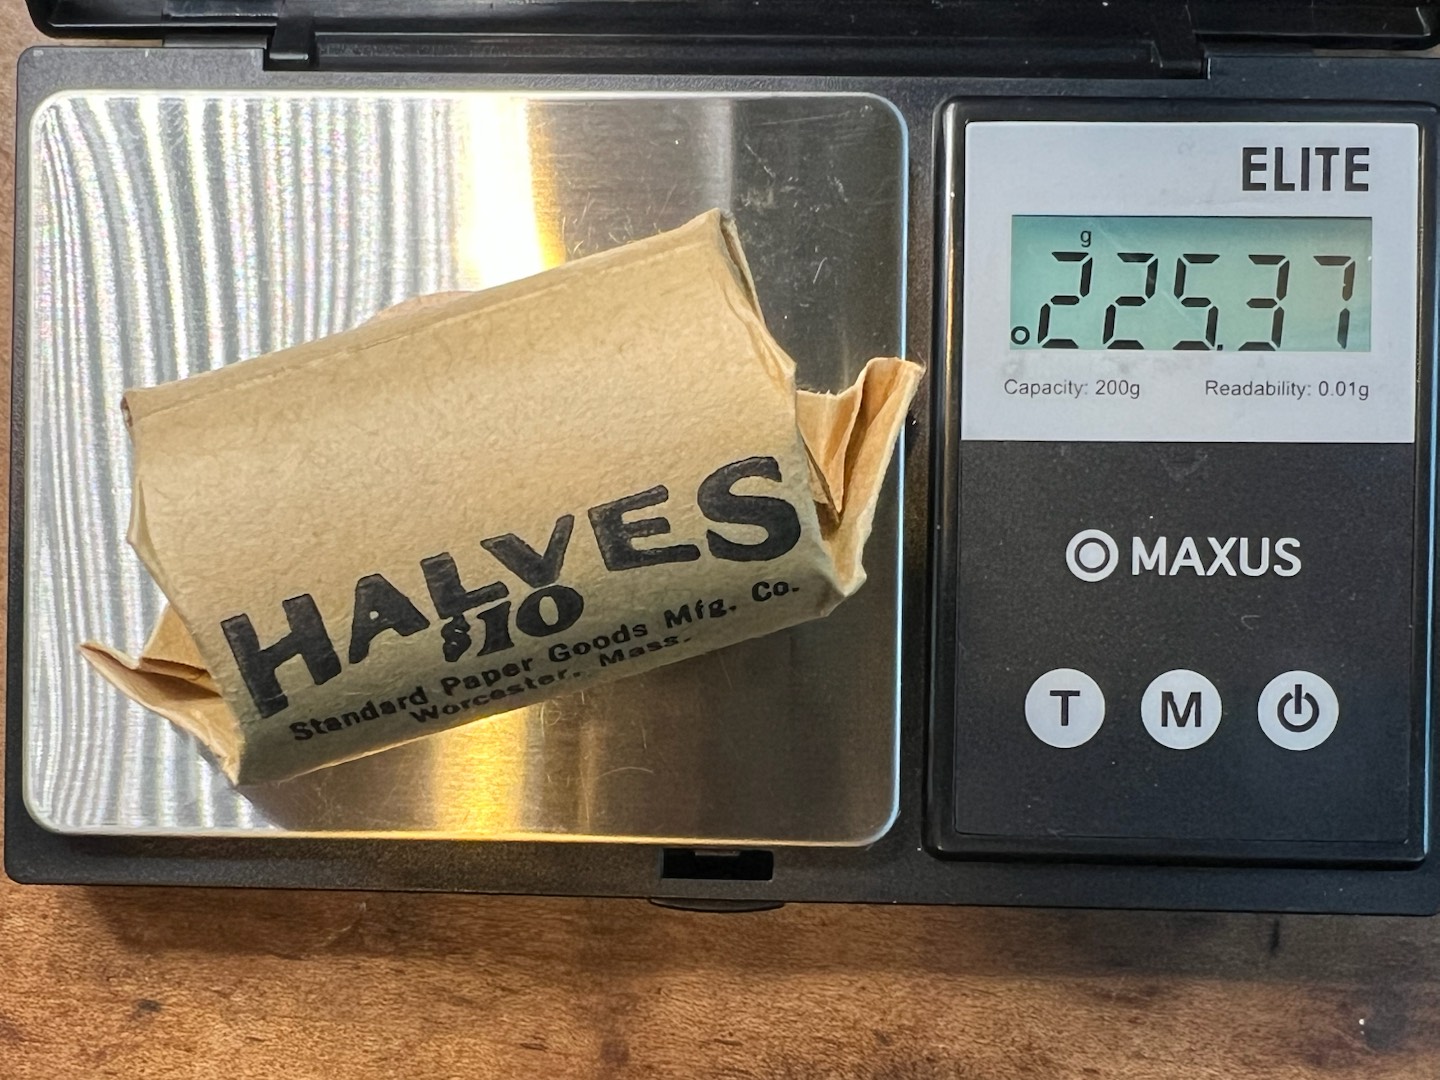 HALVES
$10
Standard Paper Goods Mfg. Co.
Worcester, Mass.
ELITE
g
225.37
Capacity: 200g
Readability: 0.01g
MAXUS
T
M